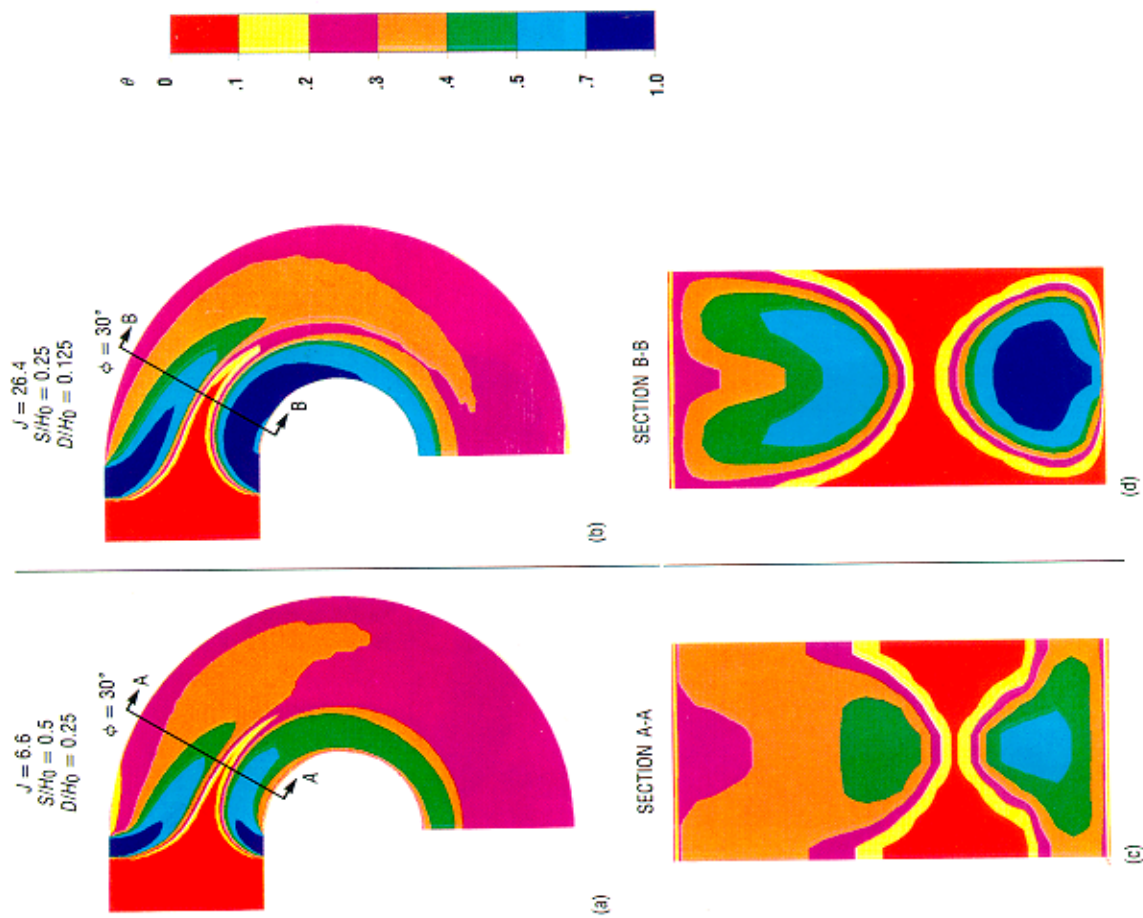 J = 6.6
S/H0 = 0.5
D/H0 = 0.25
ϕ = 30°
A
A
(a)
J = 26.4
S/H0 = 0.25
D/H0 = 0.125
ϕ = 30°
B
B
(b)
θ
0
.1
.2
.3
.4
.5
.7
1.0
SECTION A-A
(c)
SECTION B-B
(d)